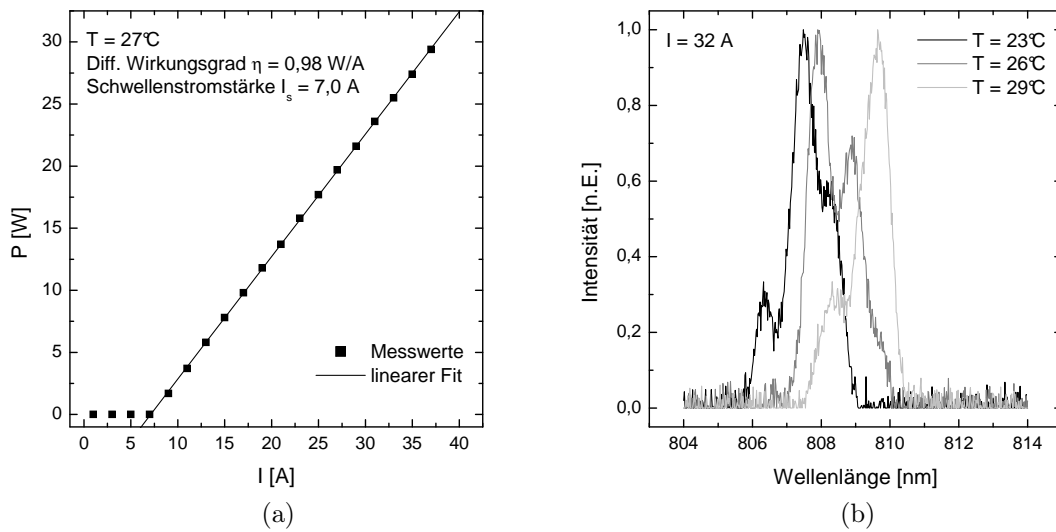 T = 27°C
Diff. Wirkungsgrad η = 0,98 W/A
Schwellenstromstärke I_s = 7,0 A
30
25
20
15
10
5
0
P [W]
Messwerte
linearer Fit
0 5 10 15 20 25 30 35 40
I [A]
(a)
I = 32 A
T = 23°C
T = 26°C
T = 29°C
1,0
0,8
0,6
0,4
0,2
0,0
Intensität [n.E.]
804 806 808 810 812 814
Wellenlänge [nm]
(b)